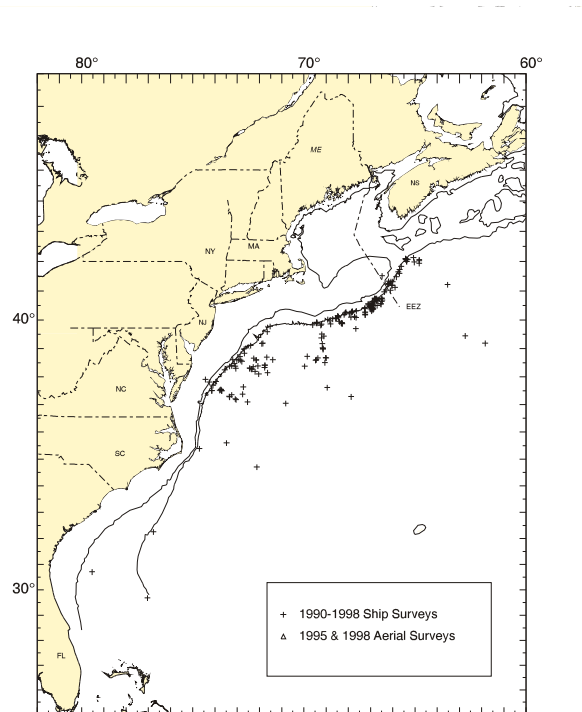 80° 70° 60°
ME
NS
NY MA
EEZ
40°
NJ
NC
SC
30°
1990-1998 Ship Surveys
1995 & 1998 Aerial Surveys
FL